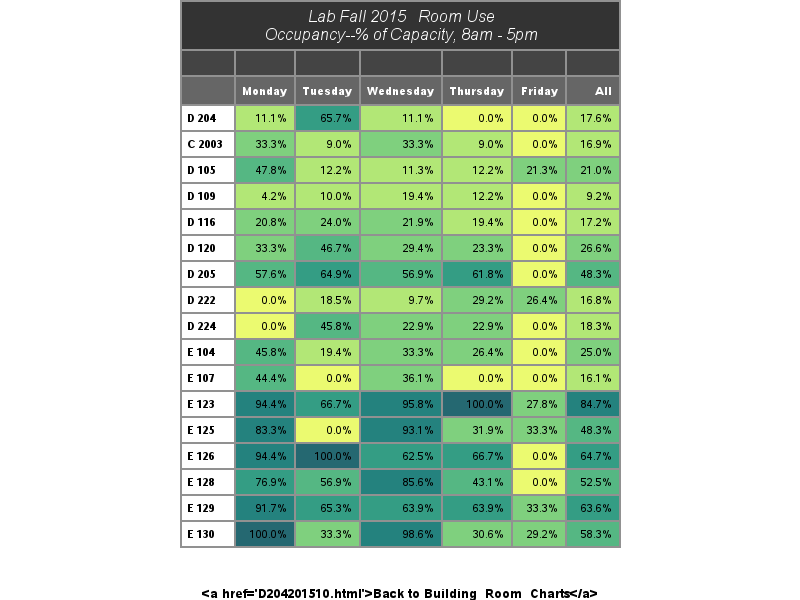 Lab Fall 2015 Room Use
Occupancy--% of Capacity, 8am - 5pm
Monday Tuesday Wednesday Thursday Friday All
D 204 11.1% 65.7% 11.1% 0.0% 0.0% 17.6%
C 2003 33.3% 9.0% 33.3% 9.0% 0.0% 16.9%
D 105 47.8% 12.2% 11.3% 12.2% 21.3% 21.0%
D 109 4.2% 10.0% 19.4% 12.2% 0.0% 9.2%
D 116 20.8% 24.0% 21.9% 19.4% 0.0% 17.2%
D 120 33.3% 46.7% 29.4% 23.3% 0.0% 26.6%
D 205 57.6% 64.9% 56.9% 61.8% 0.0% 48.3%
D 222 0.0% 18.5% 9.7% 29.2% 26.4% 16.8%
D 224 0.0% 45.8% 22.9% 22.9% 0.0% 18.3%
E 104 45.8% 19.4% 33.3% 26.4% 0.0% 25.0%
E 107 44.4% 0.0% 36.1% 0.0% 0.0% 16.1%
E 123 94.4% 66.7% 95.8% 100.0% 27.8% 84.7%
E 125 83.3% 0.0% 93.1% 31.9% 33.3% 48.3%
E 126 94.4% 100.0% 62.5% 66.7% 0.0% 64.7%
E 128 76.9% 56.9% 85.6% 43.1% 0.0% 52.5%
E 129 91.7% 65.3% 63.9% 63.9% 33.3% 63.6%
E 130 100.0% 33.3% 98.6% 30.6% 29.2% 58.3%
<a href='D204201510.html'>Back to Building_Room_Charts</a>